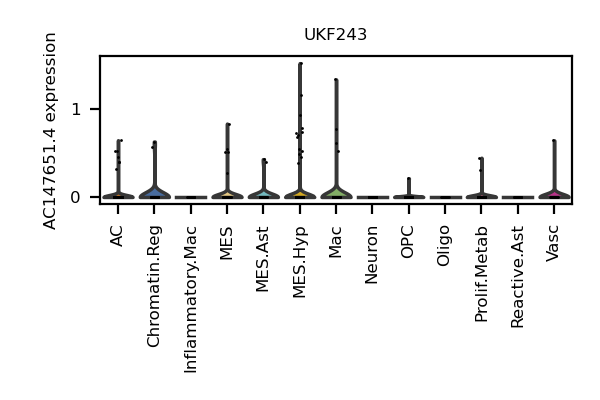 UKF243
AC147651.4 expression
1
0
AC
Chromatin.Reg
Inflammatory.Mac
MES
MES.Ast
MES.Hyp
Mac
Neuron
OPC
Oligo
Prolif.Metab
Reactive.Ast
Vasc